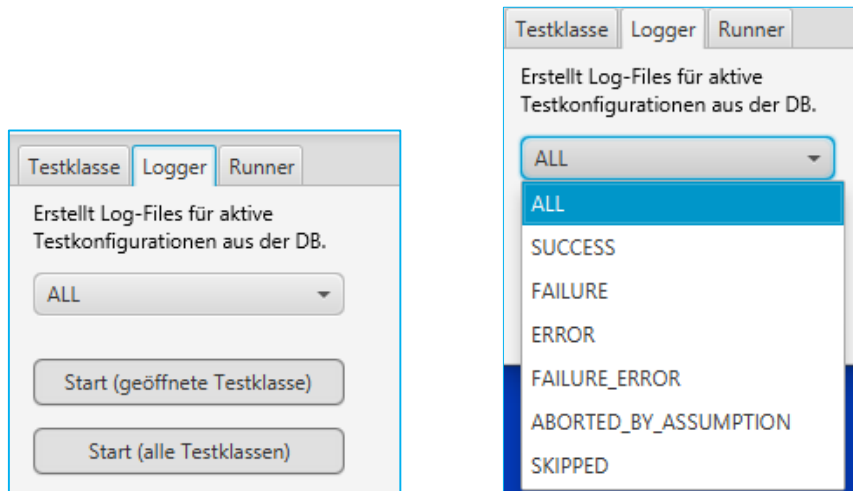 Testklasse Logger Runner
Erstellt Log-Files für aktive
Testkonfigurationen aus der DB.
ALL
Start (geöffnete Testklasse)
Start (alle Testklassen)
Testklasse Logger Runner
Erstellt Log-Files für aktive
Testkonfigurationen aus der DB.
ALL
ALL
SUCCESS
FAILURE
ERROR
FAILURE_ERROR
ABORTED_BY_ASSUMPTION
SKIPPED